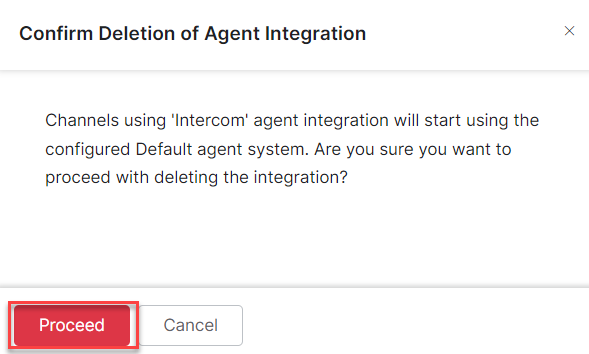 Confirm Deletion of Agent Integration
Channels using 'Intercom' agent integration will start using the
configured Default agent system. Are you sure you want to
proceed with deleting the integration?
Proceed
Cancel